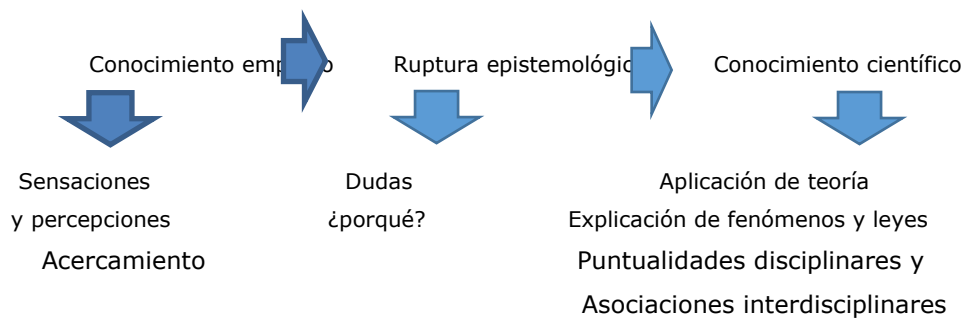 Conocimiento Ruptura Conocimiento científico
Sensaciones
y percepciones
Acercamiento
Dudas
¿porqué?
Aplicación de teoría
Explicación de fenómenos y leyes
Puntualidades disciplinares y
Asociaciones interdisciplinares